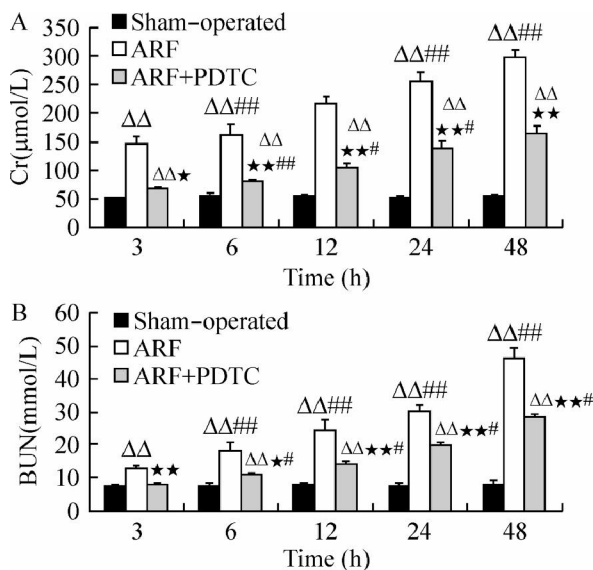 A
Sham-operated
ARF
ARF+PDTC
Cr(μmol/L)
350
300
250
200
150
100
50
0
ΔΔ
ΔΔ★
ΔΔ##
ΔΔ
★★##
ΔΔ
★★#
ΔΔ##
ΔΔ
★★#
ΔΔ##
ΔΔ
★★
3 6 12 24 48
Time (h)
B
Sham-operated
ARF
ARF+PDTC
BUN(mmol/L)
60
50
40
30
20
10
0
ΔΔ
★★
ΔΔ##
ΔΔ★#
ΔΔ##
ΔΔ★★#
ΔΔ##
ΔΔ★★#
ΔΔ##
ΔΔ★★#
3 6 12 24 48
Time (h)